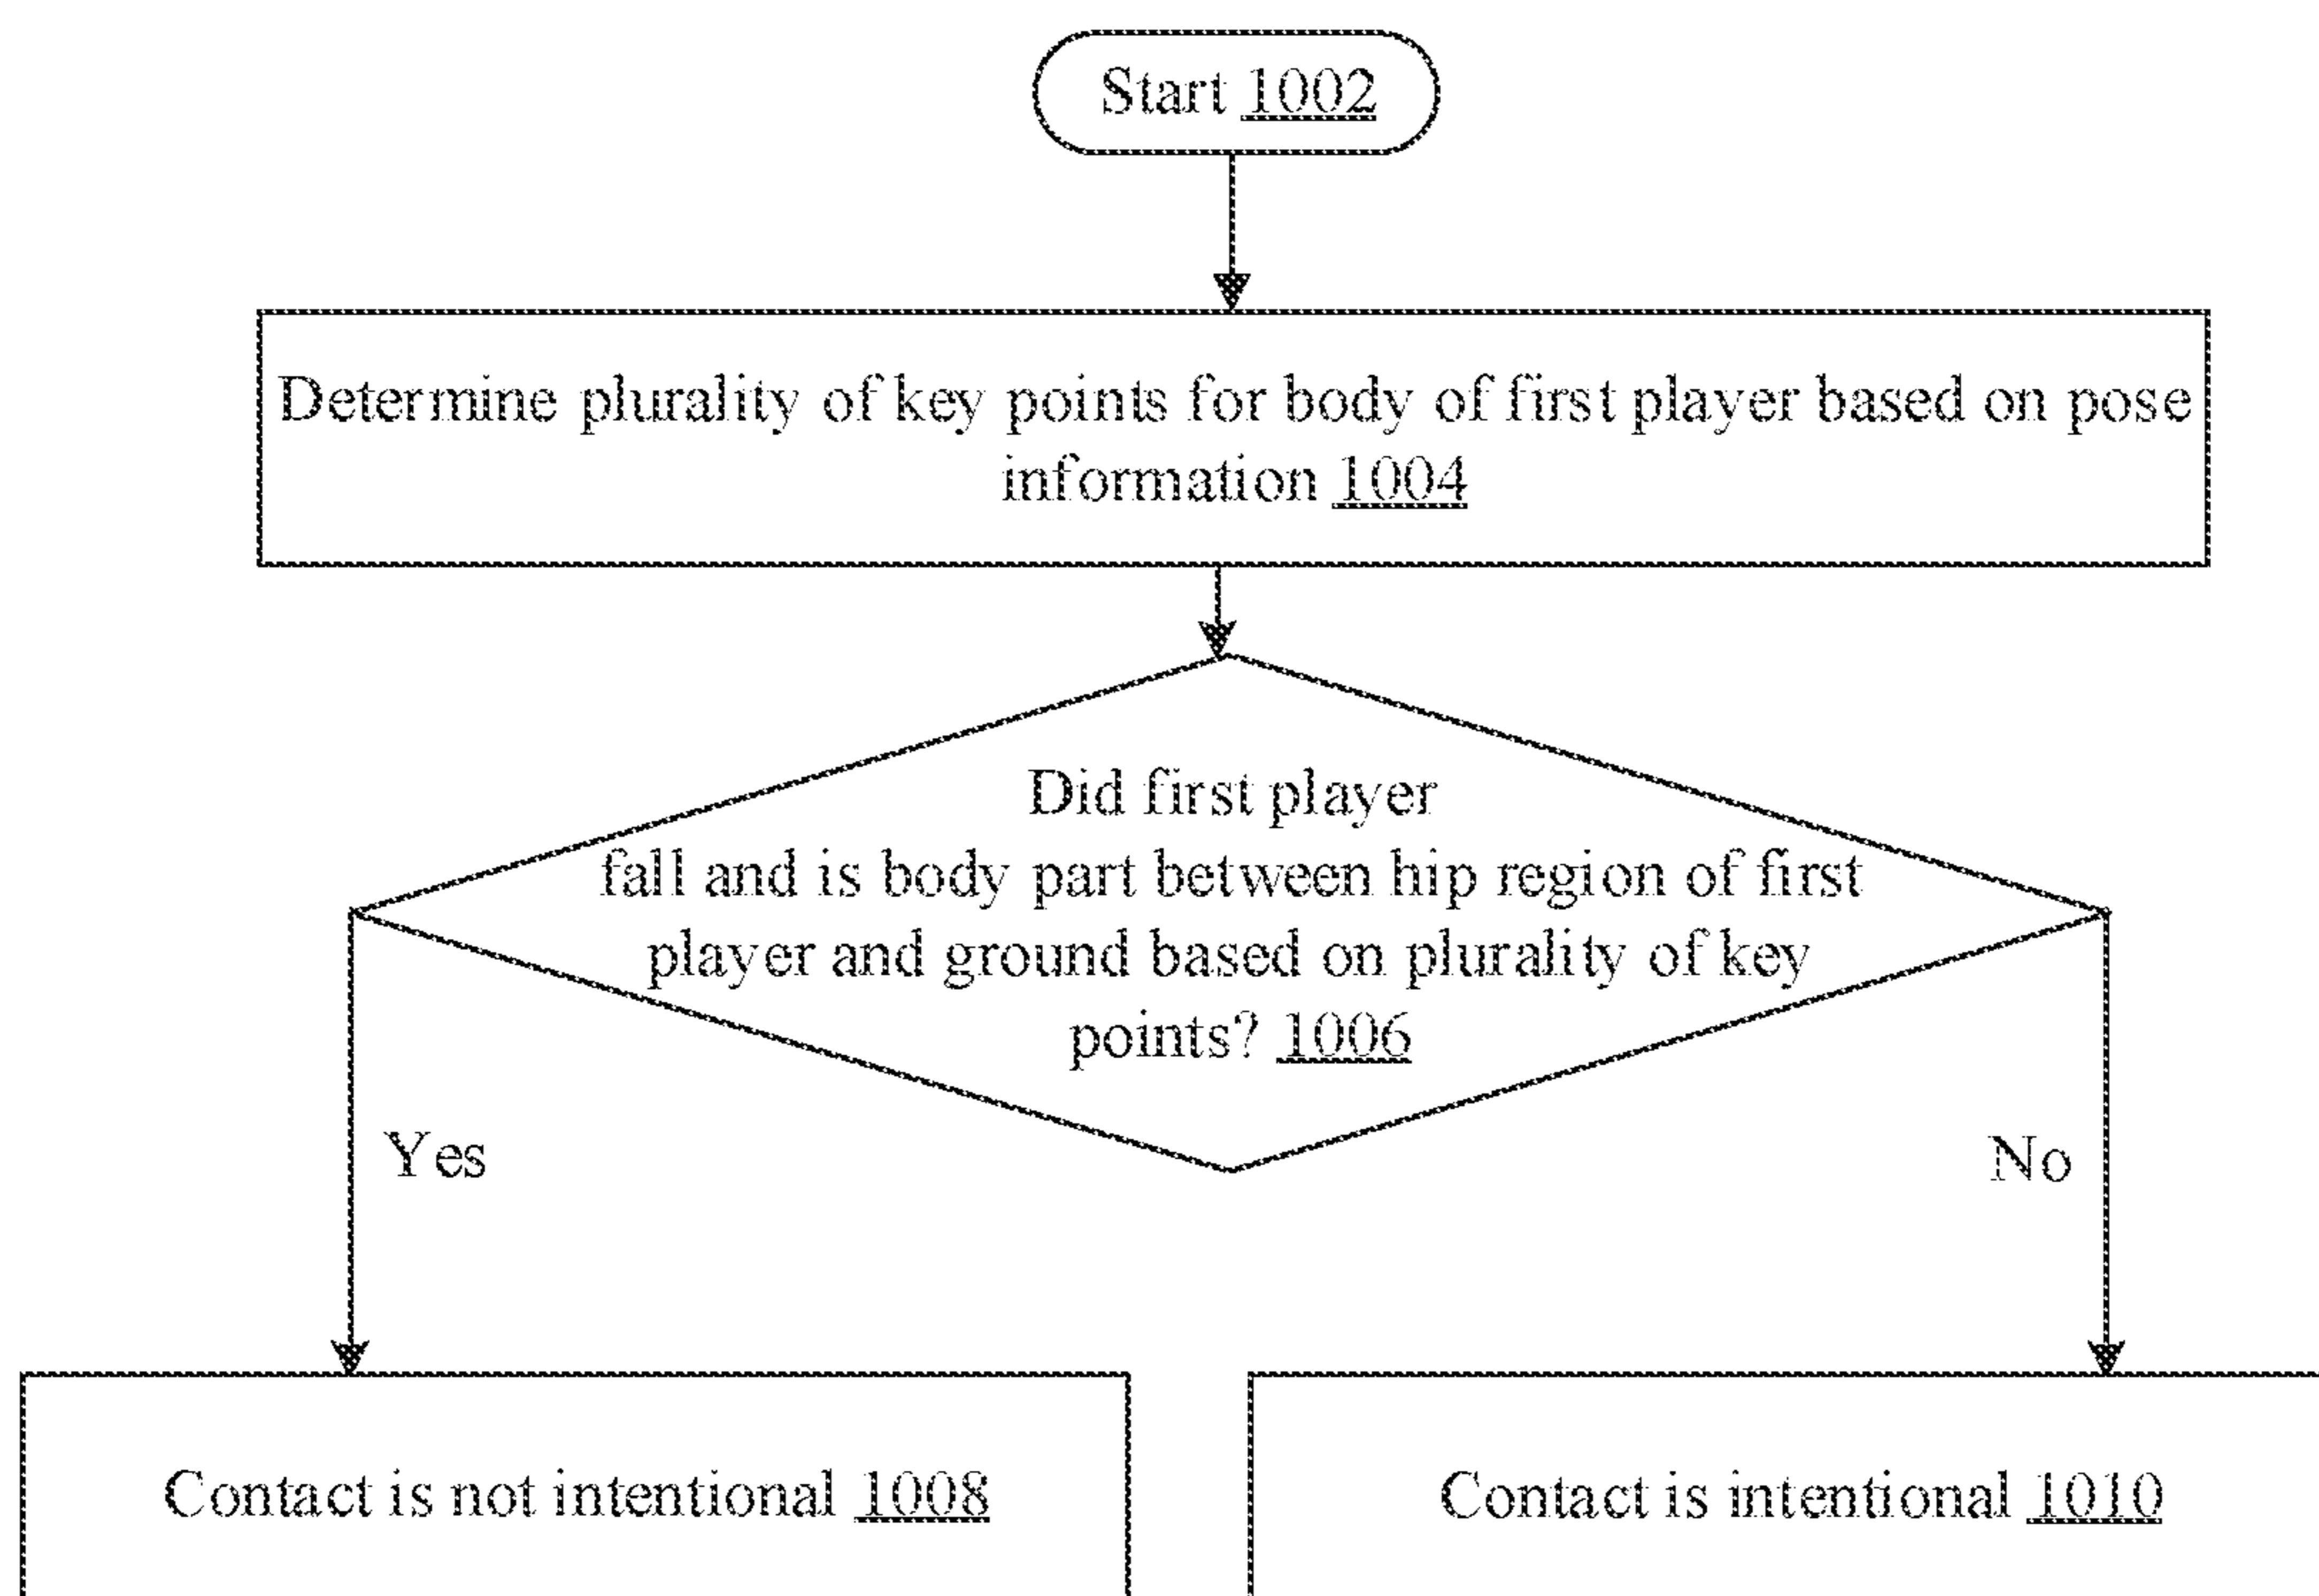 Start 1002
Determine plurality of key points for body of first player based on pose
information 1004
Did first player
fall and is body part between hip region of first
player and ground based on plurality of key
points? 1006
Yes
No
Contact is not intentional 1008
Contact is intentional 1010